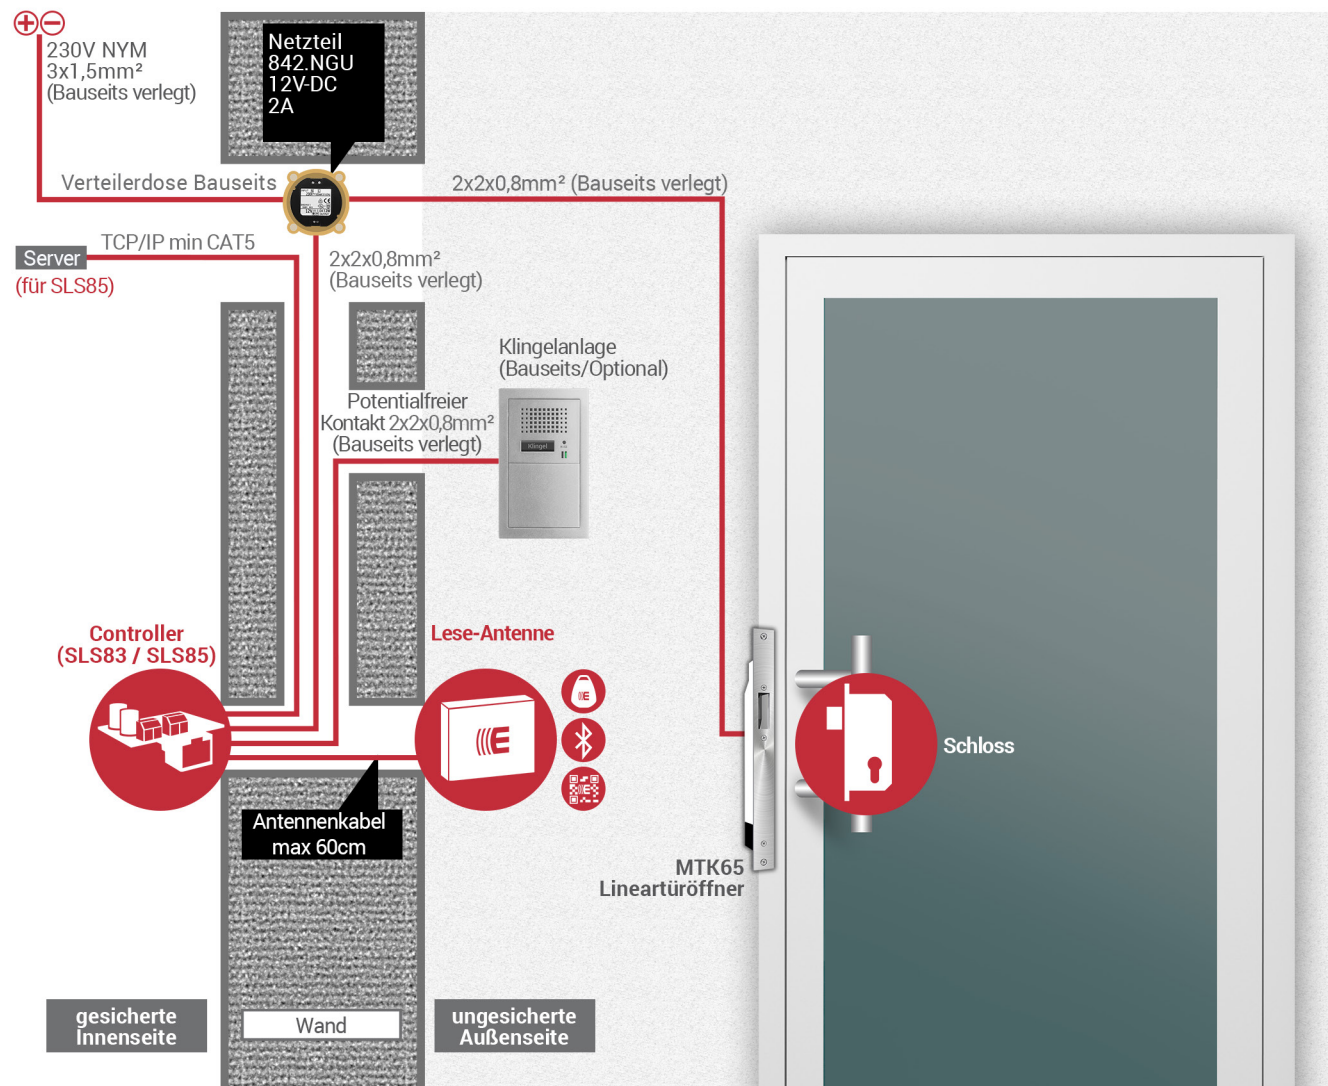 Netzteil
842.NGU
12V-DC
2A
230V NYM
3x1,5mm²
(Bauseits verlegt)
Verteilerdose Bauseits
2x2x0,8mm² (Bauseits verlegt)
TCP/IP min CAT5
Server
(für SLS85)
2x2x0,8mm²
(Bauseits verlegt)
Klingelanlage
(Bauseits/Optional)
Potentialfreier
Kontakt 2x2x0,8mm²
(Bauseits verlegt)
Klingel
Controller
(SLS83 / SLS85)
Lese-Antenne
E
Schloss
Antennenkabel
max 60cm
MTK65
Lineartüröffner
gesicherte
Innenseite
Wand
ungesicherte
Außenseite